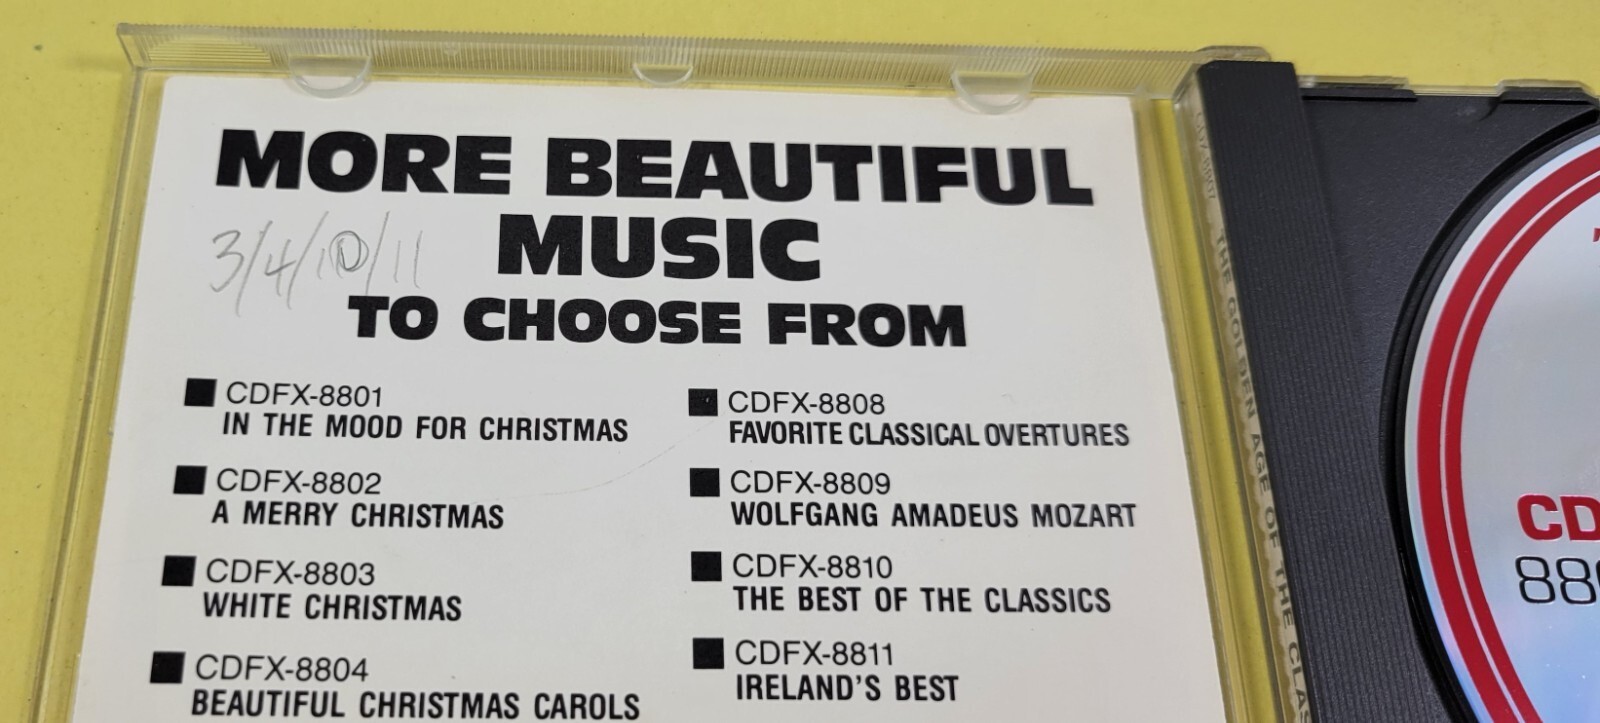 MORE BEAUTIFUL
MUSIC
3/4/10/11
TO CHOOSE FROM
CDFX-8801
IN THE MOOD FOR CHRISTMAS
CDFX-8802
A MERRY CHRISTMAS
CDFX-8803
WHITE CHRISTMAS
CDFX-8804
BEAUTIFUL CHRISTMAS CAROLS
CDFX-8808
FAVORITE CLASSICAL OVERTURES
CDFX-8809
WOLFGANG AMADEUS MOZART
CDFX-8810
THE BEST OF THE CLASSICS
CDFX-8811
IRELAND'S BEST
THE GOLDEN AGE OF THE CLAS
CD
88